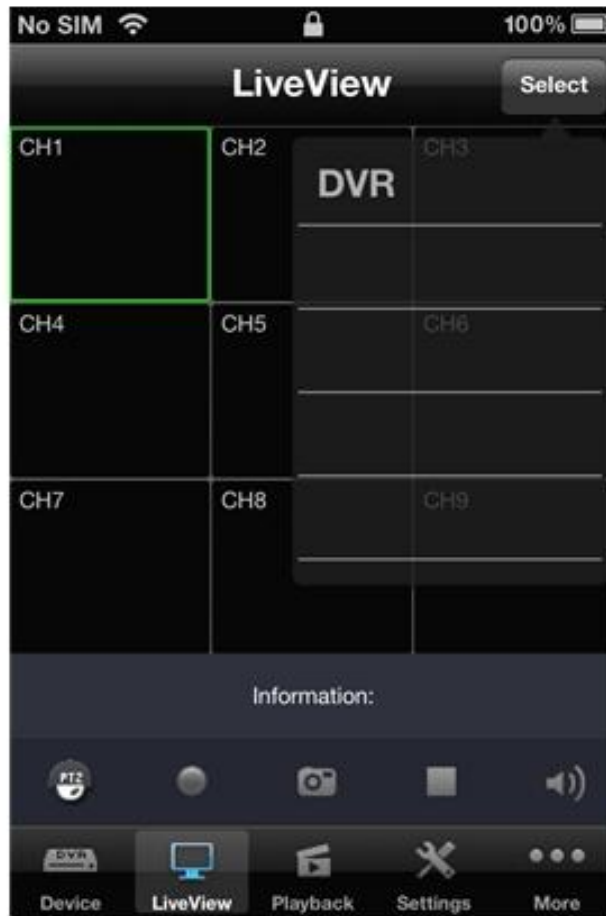 No SIM 100%
LiveView Select
CH1 CH2 CH3
DVR
CH4 CH5 CH6
CH7 CH8 CH9
Information:
PTZ
DVR
Device LiveView Playback Settings More